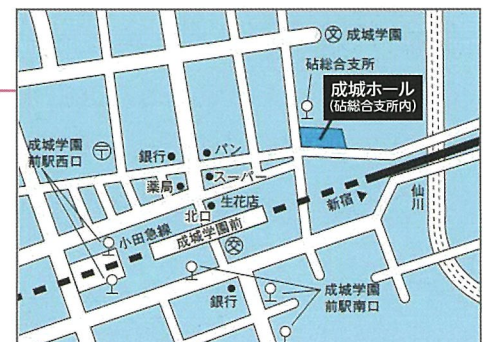 文 成城学園
砧総合支所
成城ホール
(砧総合支所内)
成城学園
前駅西口
〒
銀行
パン
薬局
スーパー
生花店
北口
小田急線
成城学園前
交
新宿
仙川
銀行
成城学園
前駅南口